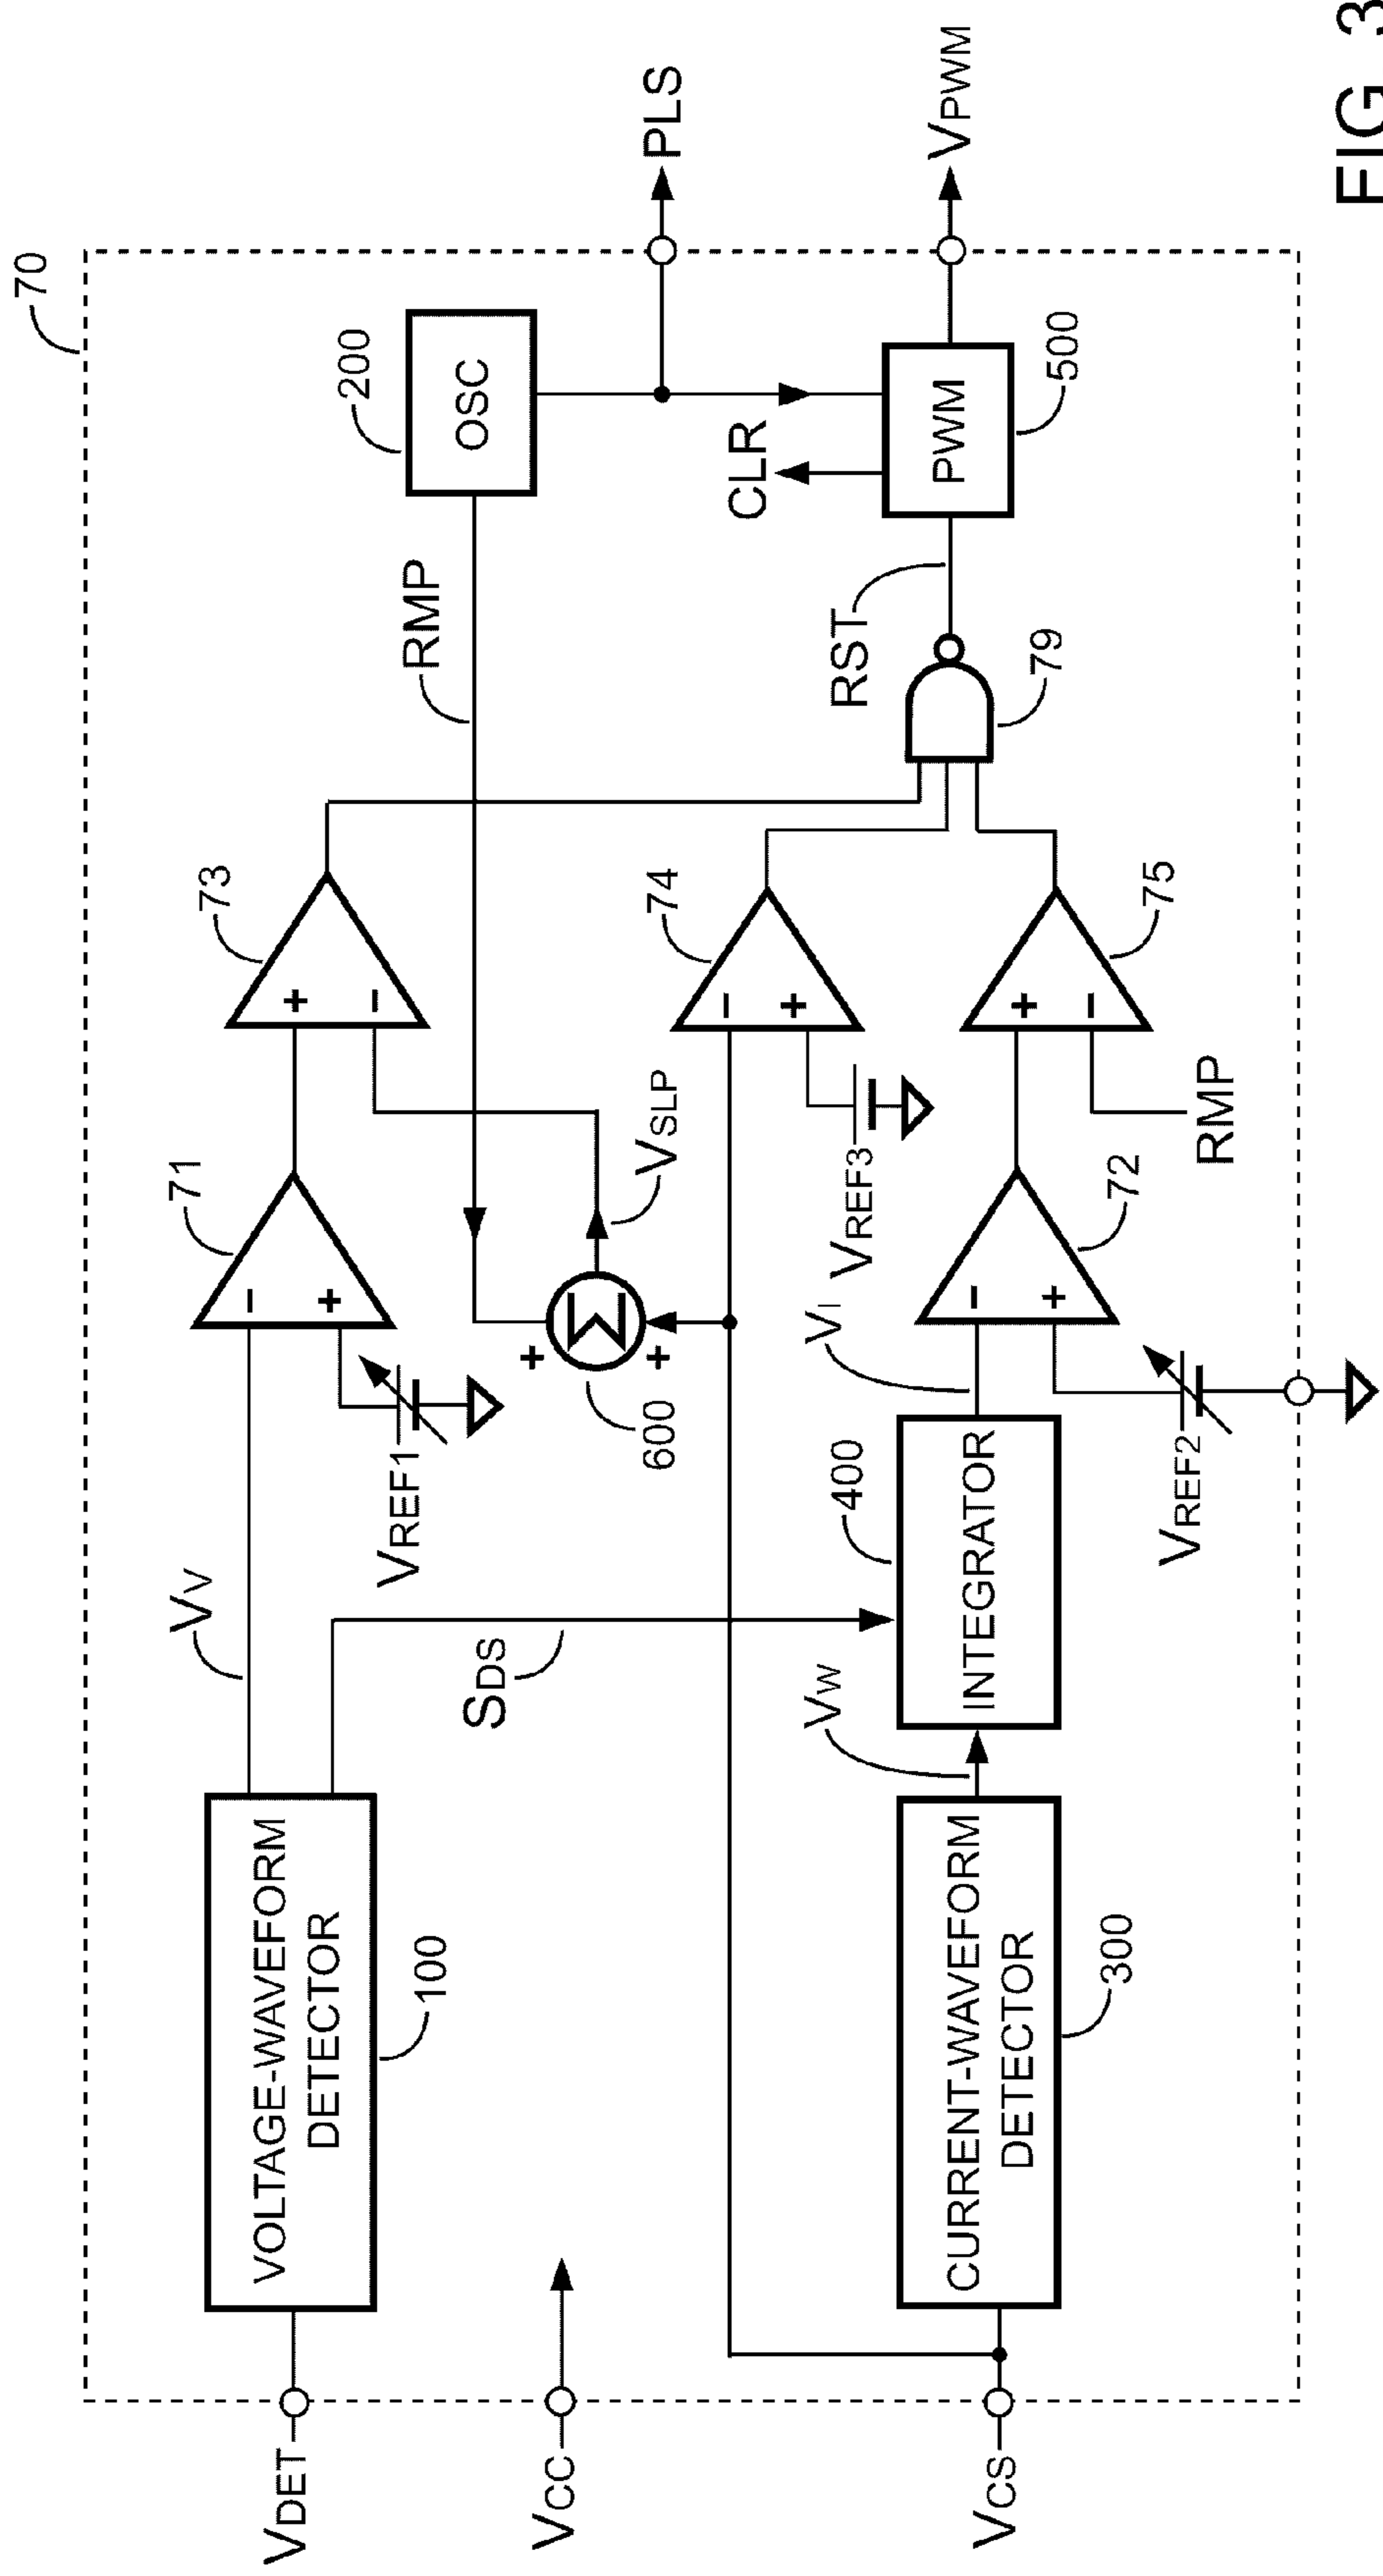 70
VDET
VCC
VCS
VOLTAGE-WAVEFORM
DETECTOR
100
VV
SDS
VREF1
71
-
+
73
+
-
RMP
200
OSC
PLS
600
+
+
Σ
VSLP
74
-
+
VREF3
CLR
RST
79
PWM
500
VPWM
CURRENT-WAVEFORM
DETECTOR
300
VW
INTEGRATOR
400
VI
VREF2
72
-
+
75
+
-
RMP
FIG 3